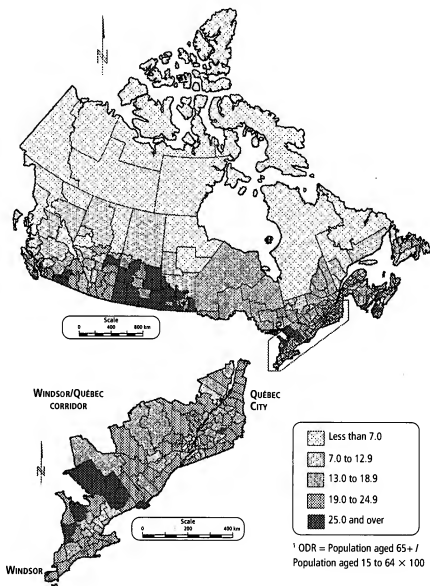 Scale
0 400 800 km
WINDSOR/QUÉBEC
CORRIDOR
QUÉBEC
CITY
Scale
0 200 400 km
WINDSOR
Less than 7.0
7.0 to 12.9
13.0 to 18.9
19.0 to 24.9
25.0 and over
¹ ODR = Population aged 65+ /
Population aged 15 to 64 × 100